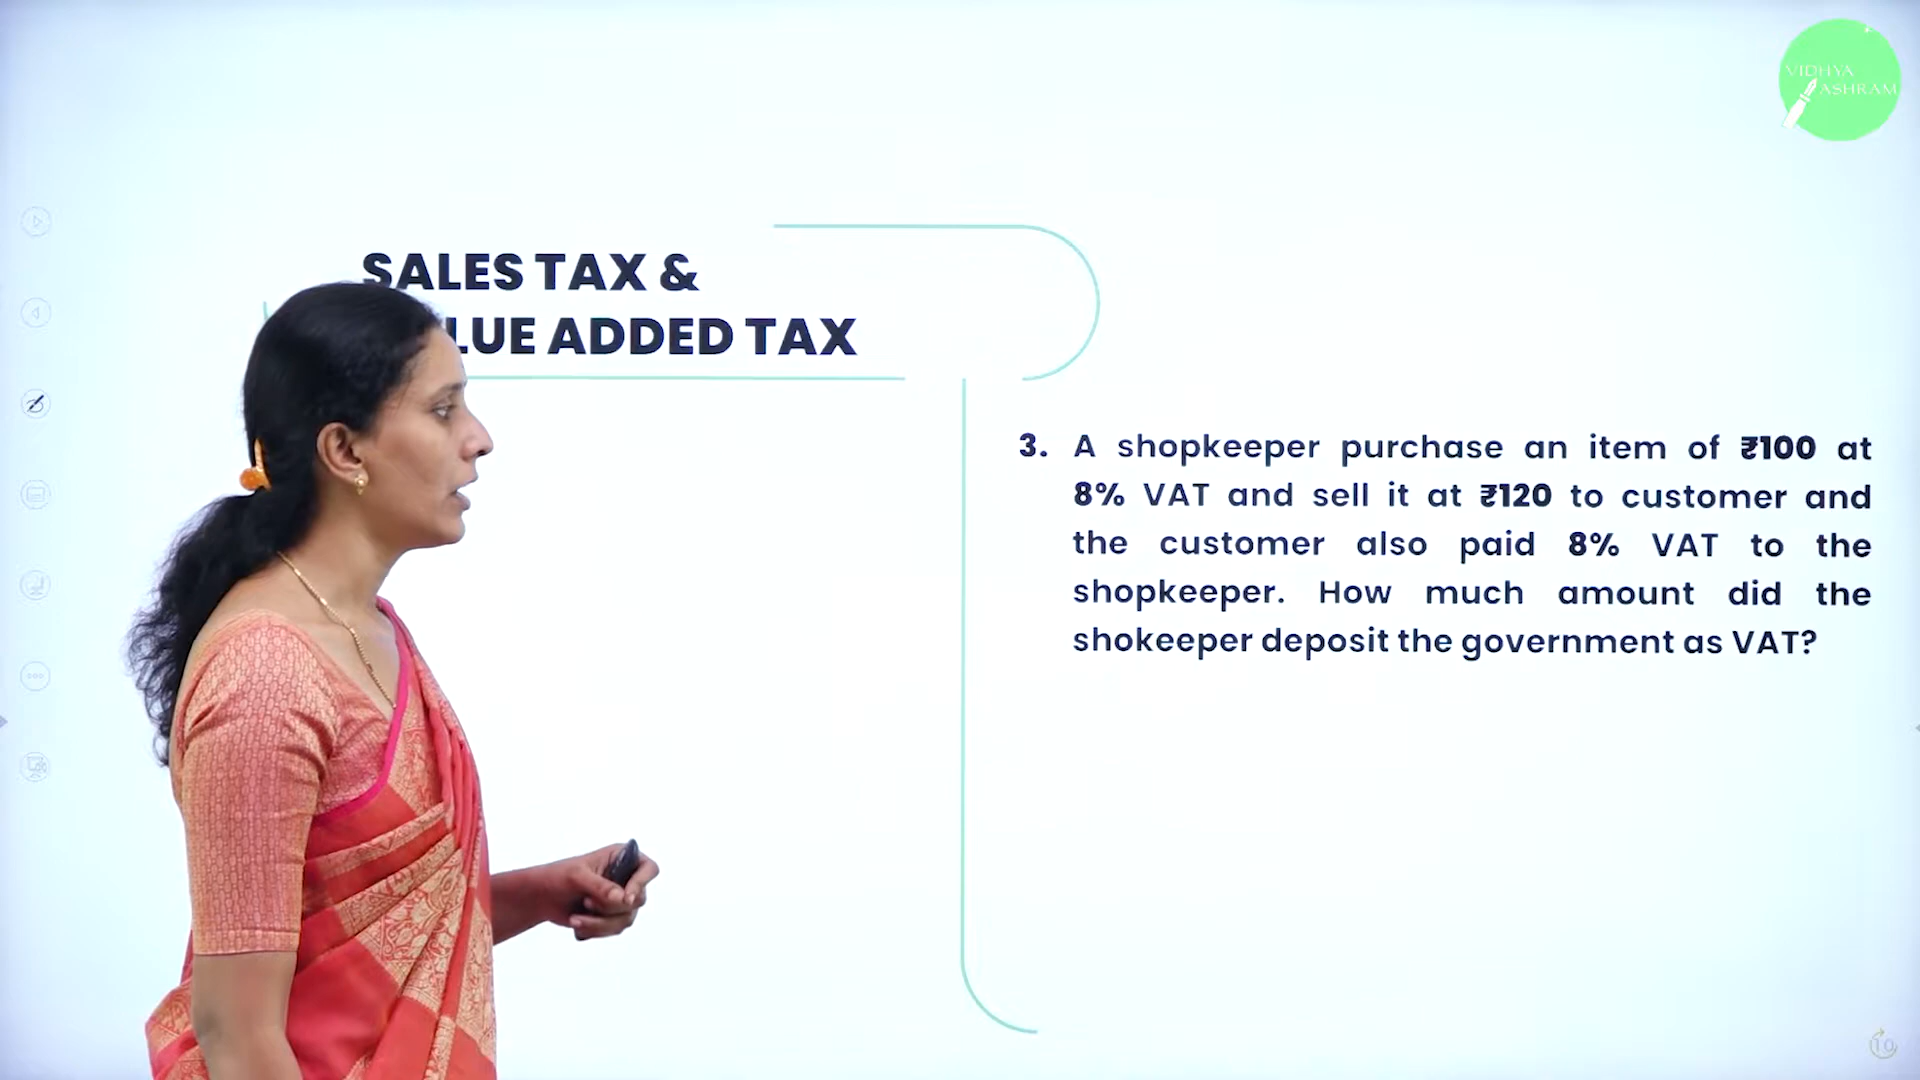 VIDHYA
ASHRAM
SALES TAX &
LUE ADDED TAX
3. A shopkeeper purchase an item of ₹100 at
8% VAT and sell it at ₹120 to customer and
the customer also paid 8% VAT to the
shopkeeper. How much amount did the
shokeeper deposit the government as VAT?
10